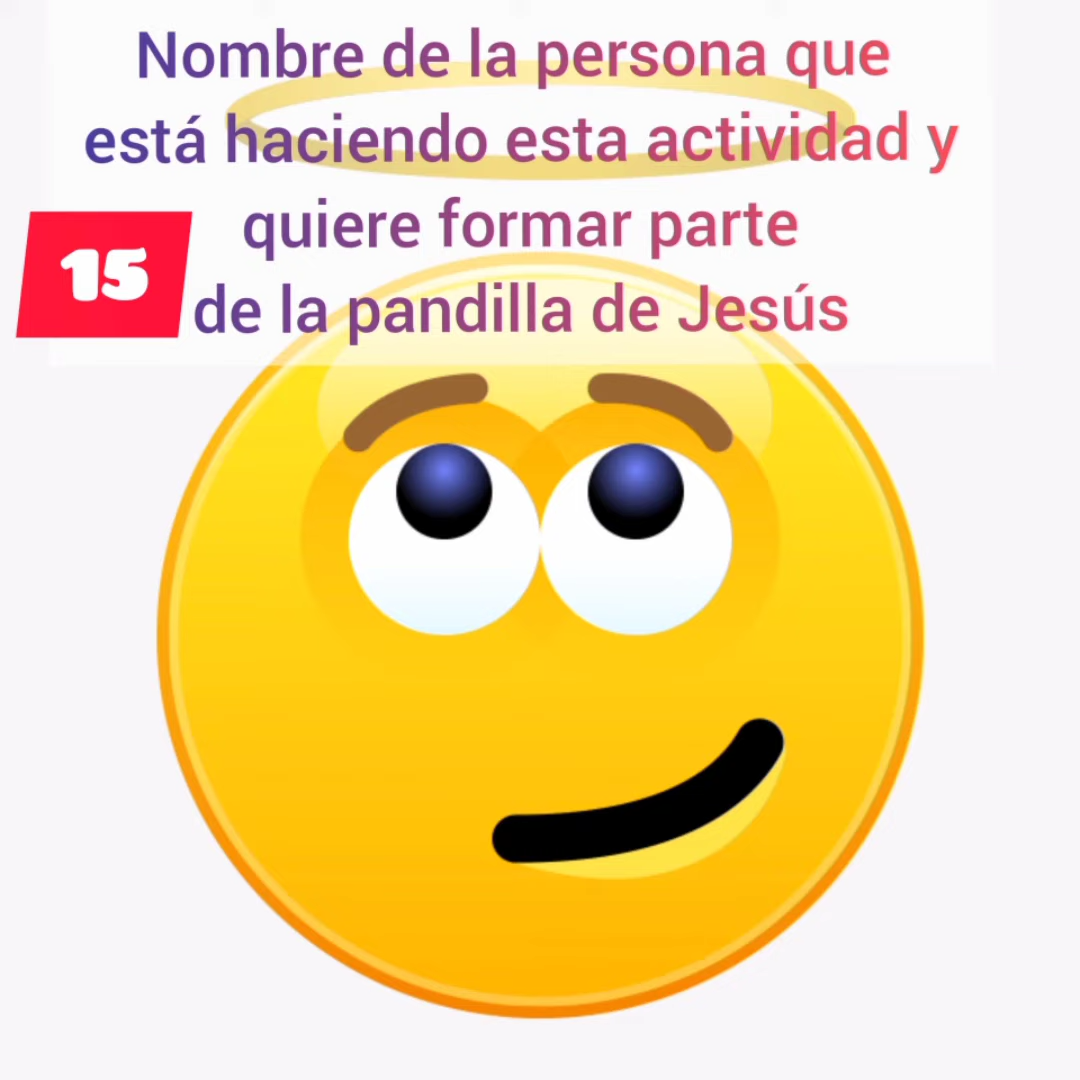 Nombre de la persona que
está haciendo esta actividad y
quiere formar parte
15
de la pandilla de Jesús